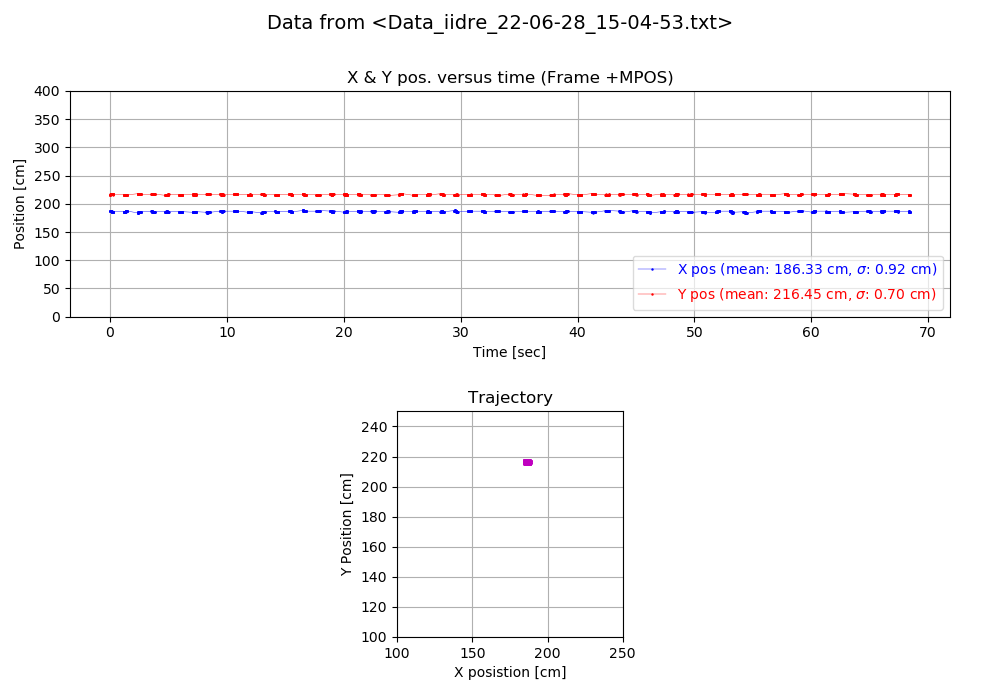 Data from <Data_iidre_22-06-28_15-04-53.txt>
X & Y pos. versus time (Frame +MPOS)
Position [cm]
400
350
300
250
200
150
100
50
0
X pos (mean: 186.33 cm, σ: 0.92 cm)
Y pos (mean: 216.45 cm, σ: 0.70 cm)
0 10 20 30 40 50 60 70
Time [sec]
Trajectory
Y Position [cm]
240
220
200
180
160
140
120
100
100 150 200 250
X posistion [cm]